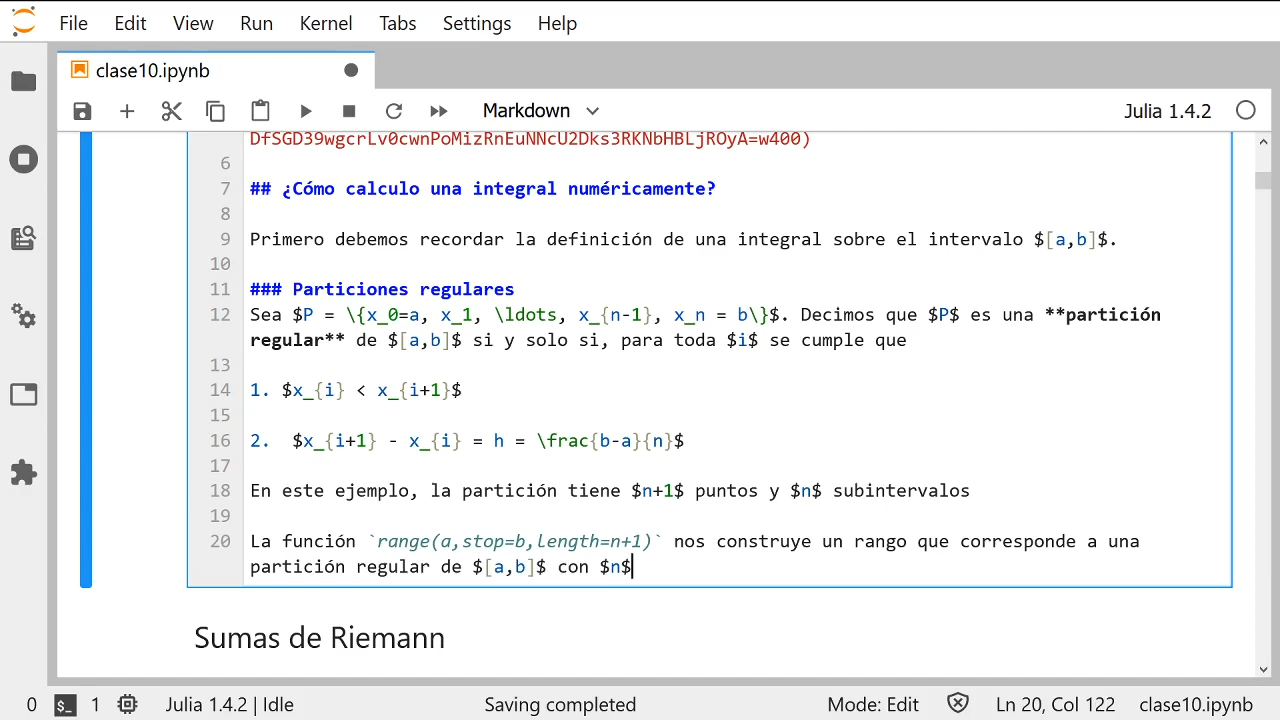 File Edit View Run Kernel Tabs Settings Help
clase10.ipynb
Markdown
Julia 1.4.2
DfSGD39wgcrLv0cwnPoMizRnEuNNcU2Dks3RKNbHBLjROyA=w400)
6
7 ## ¿Cómo calculo una integral numéricamente?
8
9 Primero debemos recordar la definición de una integral sobre el intervalo $[a,b]$.
10
11 ### Particiones regulares
12 Sea $P = \{x_0=a, x_1, \ldots, x_{n-1}, x_n = b\}$. Decimos que $P$ es una **partición
regular** de $[a,b]$ si y solo si, para toda $i$ se cumple que
13
14 1. $x_{i} < x_{i+1}$
15
16 2.  $x_{i+1} - x_{i} = h = \frac{b-a}{n}$
17
18 En este ejemplo, la partición tiene $n+1$ puntos y $n$ subintervalos
19
20 La función `range(a,stop=b,length=n+1)` nos construye un rango que corresponde a una
partición regular de $[a,b]$ con $n$
Sumas de Riemann
0 $_ 1 Julia 1.4.2 | Idle Saving completed Mode: Edit Ln 20, Col 122 clase10.ipynb